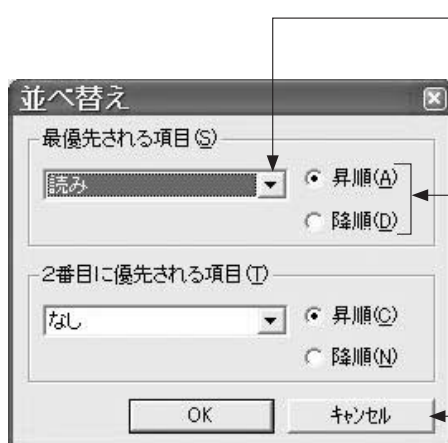 並べ替え
最優先される項目(S)
読み
昇順(A)
降順(D)
2番目に優先される項目(T)
なし
昇順(C)
降順(N)
OK
キャンセル